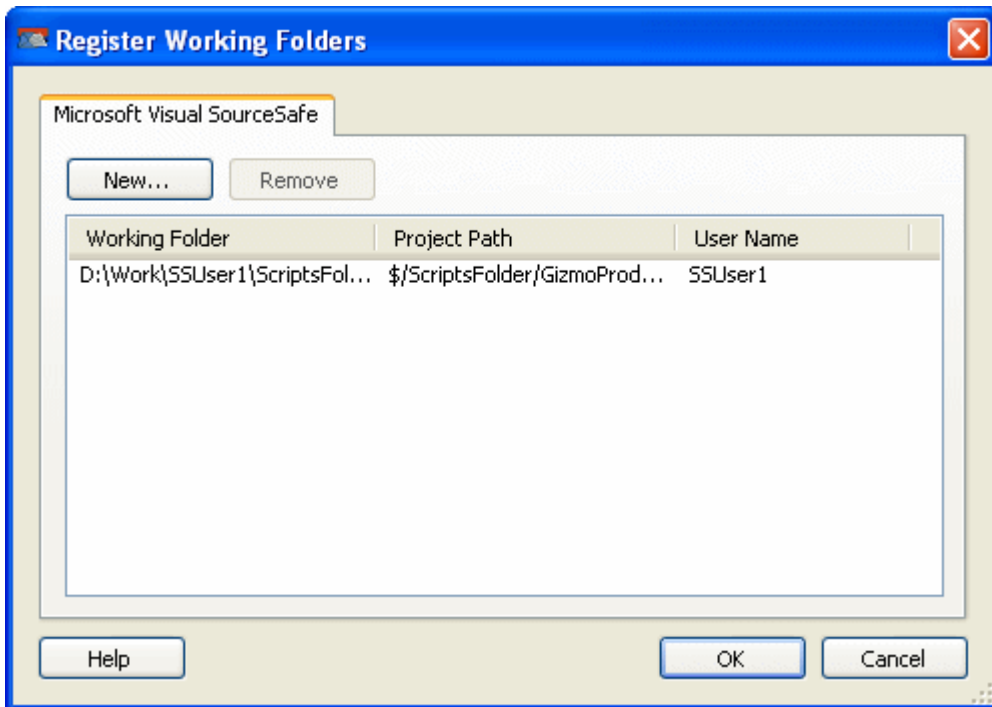 Register Working Folders
Microsoft Visual SourceSafe
New... Remove
Working Folder Project Path User Name
D:\Work\SSUser1\ScriptsFol... $/ScriptsFolder/GizmoProd... SSUser1
Help OK Cancel